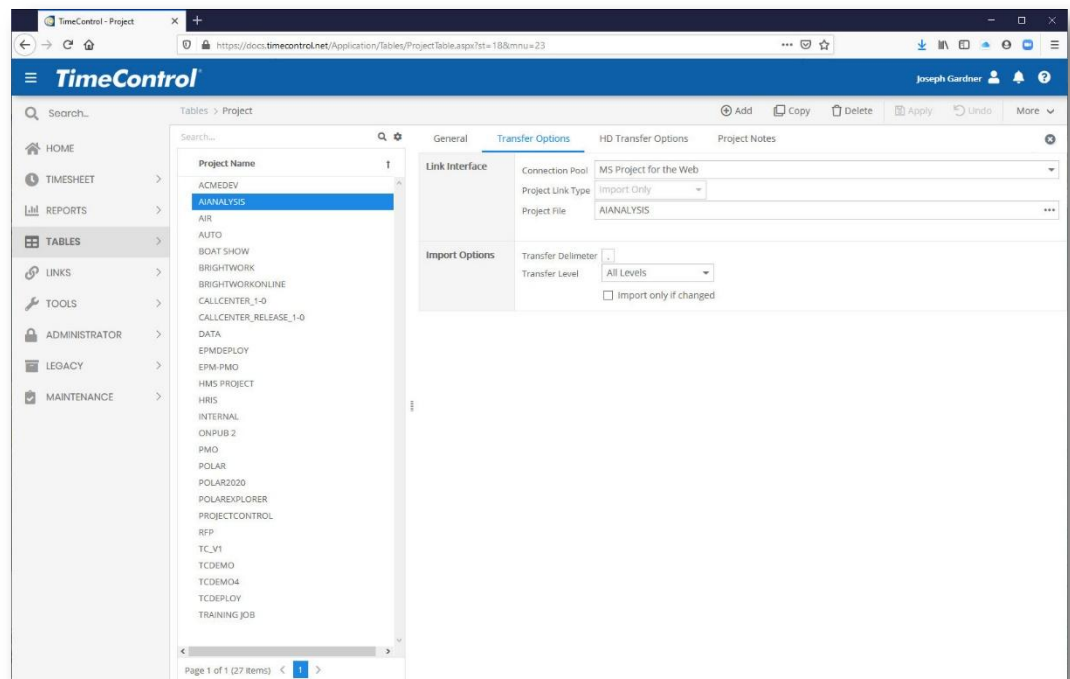 TimeControl - Project
https://docs.timecontrol.net/Application/Tables/ProjectTable.aspx?st=18&mnu=23
TimeControl
Joseph Gardner
Search...
HOME
TIMESHEET
REPORTS
TABLES
LINKS
TOOLS
ADMINISTRATOR
LEGACY
MAINTENANCE
Tables > Project
Add Copy Delete Apply Undo More
Search...
Project Name
ACMEDEV
AIANALYSIS
AIR
AUTO
BOAT SHOW
BRIGHTWORK
BRIGHTWORKONLINE
CALLCENTER_1-0
CALLCENTER_RELEASE_1-0
DATA
EPMDEPLOY
EPM-PMO
HMS PROJECT
HRIS
INTERNAL
ONPUB 2
PMO
POLAR
POLAR2020
POLAREXPLORER
PROJECTCONTROL
RFP
TC_V1
TCDEMO
TCDEMO4
TCDEPLOY
TRAINING JOB
Page 1 of 1 (27 items) < 1 >
General Transfer Options HD Transfer Options Project Notes
Link Interface
Connection Pool MS Project for the Web
Project Link Type Import Only
Project File AIANALYSIS ...
Import Options
Transfer Delimeter .
Transfer Level All Levels
Import only if changed